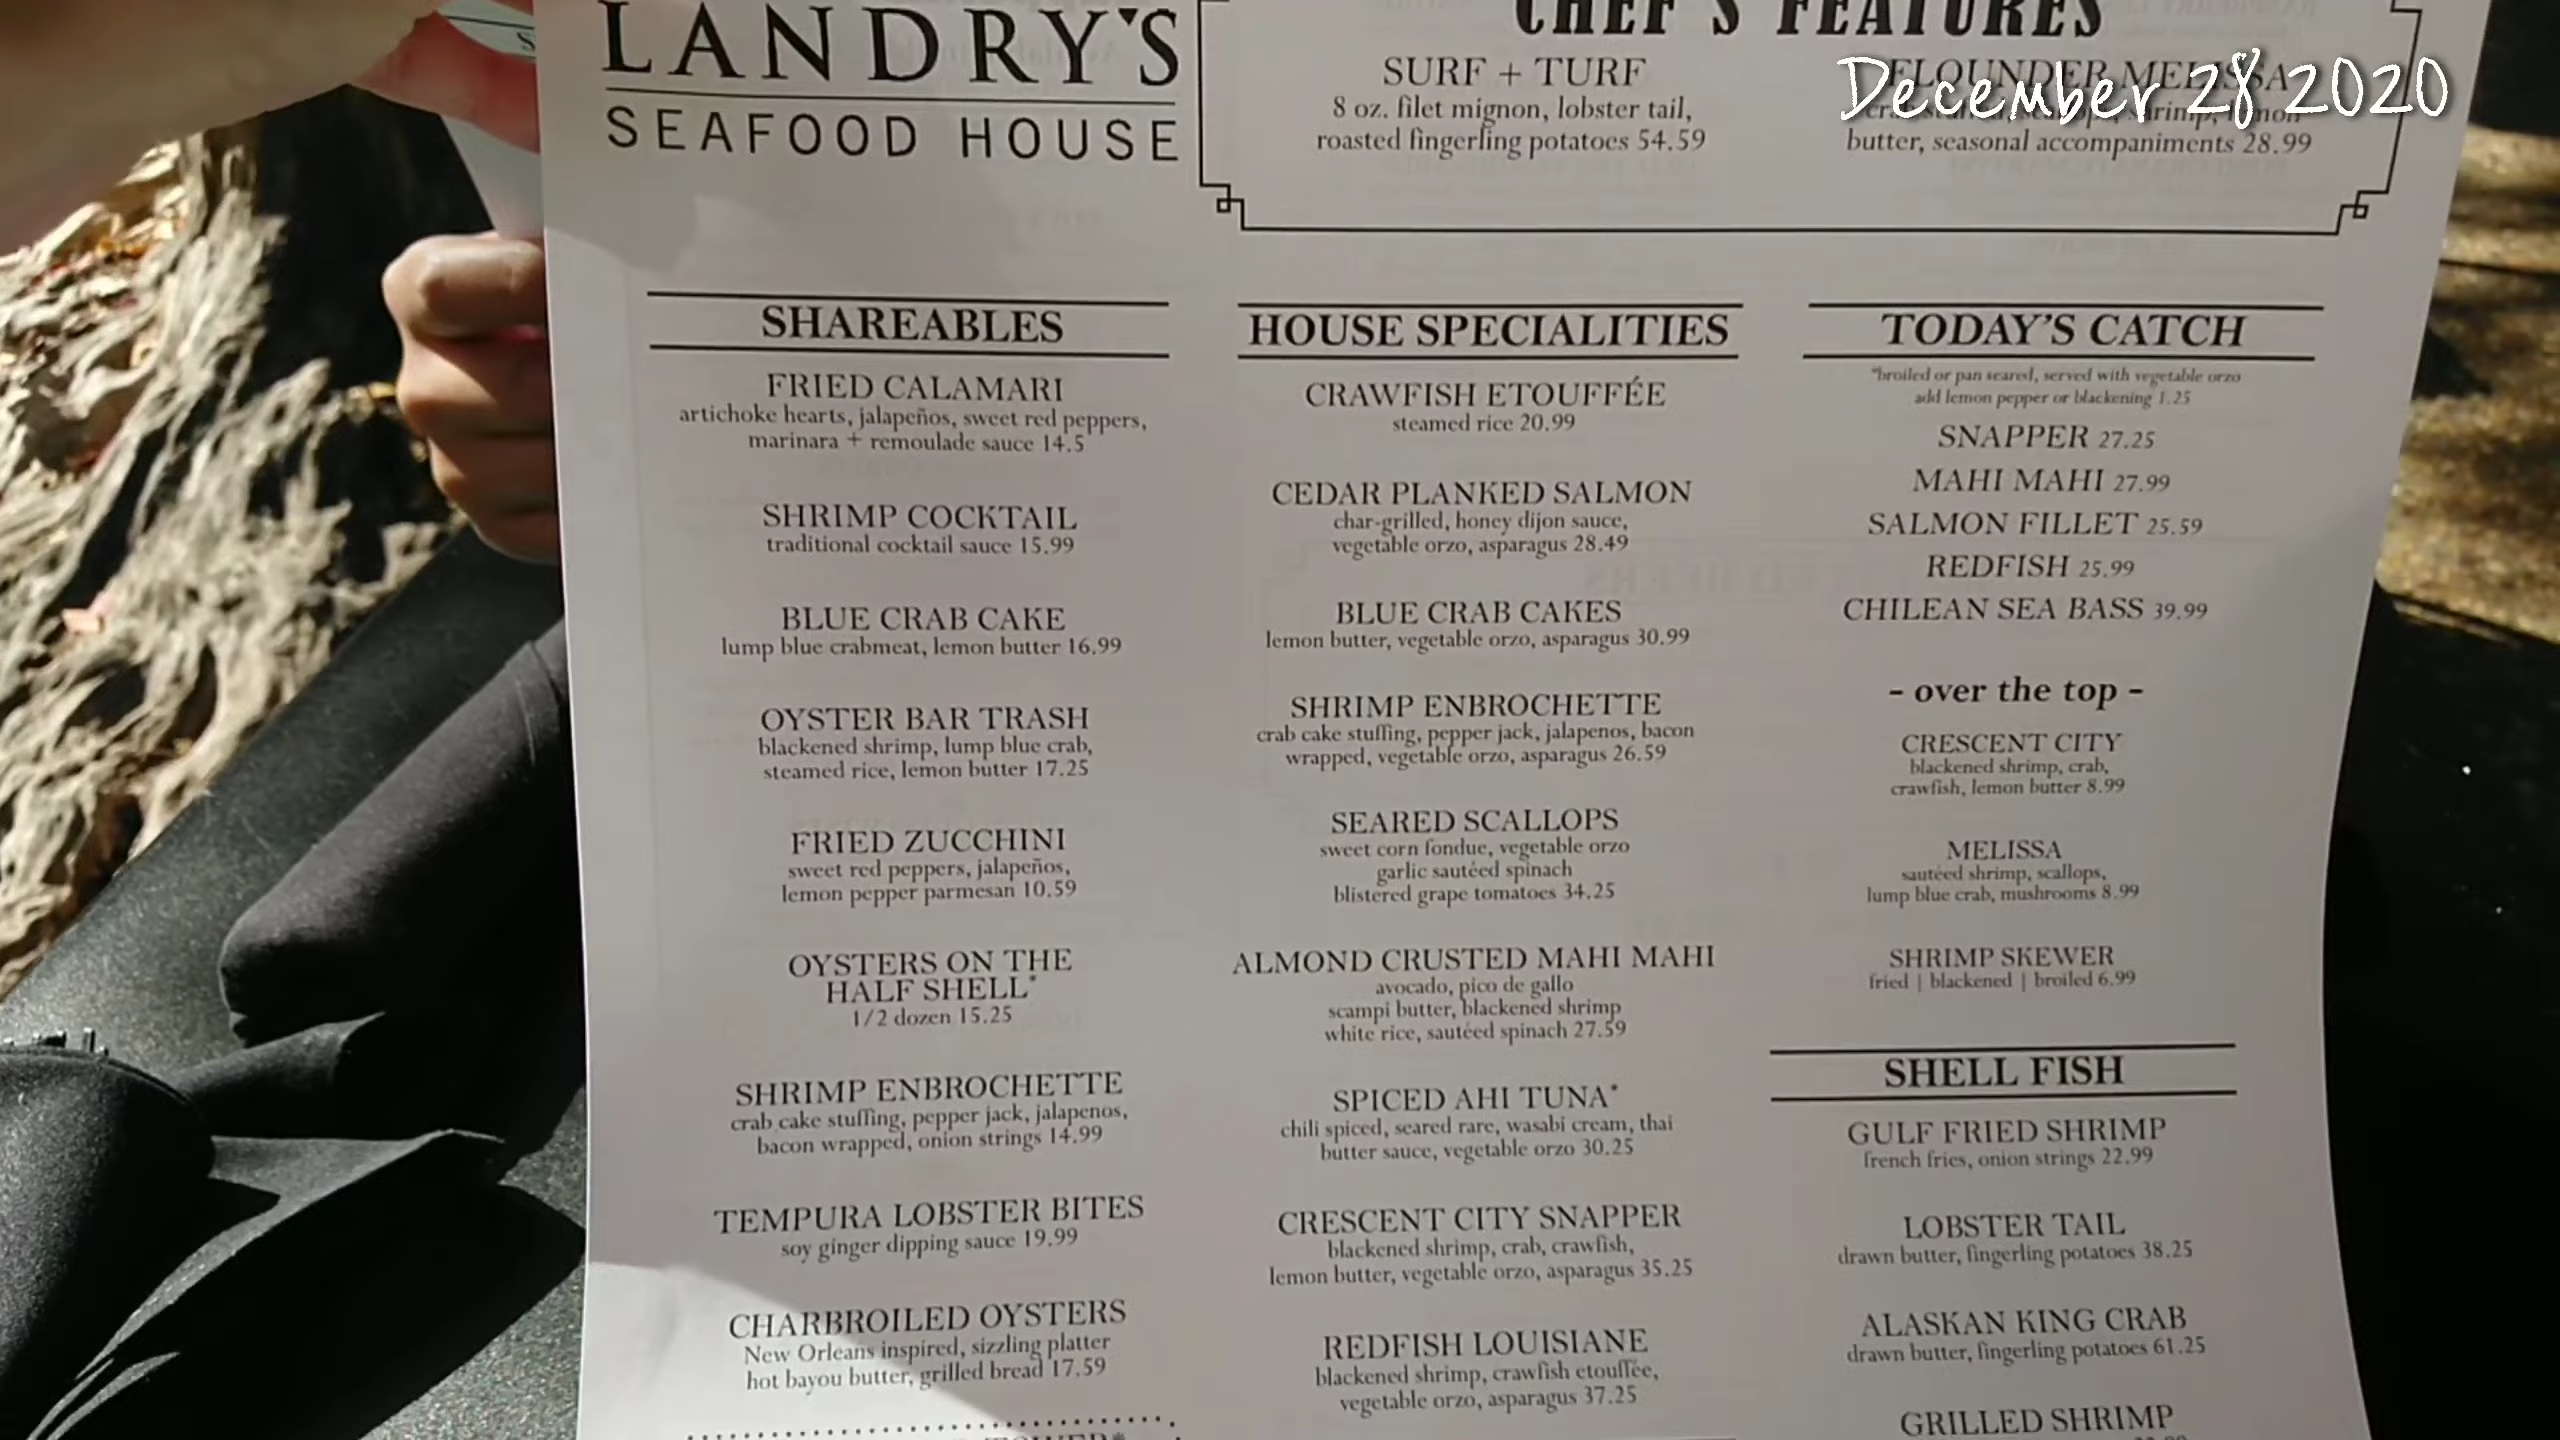 LANDRY'S
SEAFOOD HOUSE
CHEF'S FEATURES
SURF + TURF
8 oz. filet mignon, lobster tail,
roasted fingerling potatoes 54.59
FLOUNDER MELISSA
shrimp, lemon
butter, seasonal accompaniments 28.99
December 28 2020
SHAREABLES
FRIED CALAMARI
artichoke hearts, jalapeños, sweet red peppers,
marinara + remoulade sauce 14.5
SHRIMP COCKTAIL
traditional cocktail sauce 15.99
BLUE CRAB CAKE
lump blue crabmeat, lemon butter 16.99
OYSTER BAR TRASH
blackened shrimp, lump blue crab,
steamed rice, lemon butter 17.25
FRIED ZUCCHINI
sweet red peppers, jalapeños,
lemon pepper parmesan 10.59
OYSTERS ON THE
HALF SHELL*
1/2 dozen 15.25
SHRIMP ENBROCHETTE
crab cake stuffing, pepper jack, jalapenos,
bacon wrapped, onion strings 14.99
TEMPURA LOBSTER BITES
soy ginger dipping sauce 19.99
CHARBROILED OYSTERS
New Orleans inspired, sizzling platter
hot bayou butter, grilled bread 17.59
HOUSE SPECIALITIES
CRAWFISH ETOUFFÉE
steamed rice 20.99
CEDAR PLANKED SALMON
char-grilled, honey dijon sauce,
vegetable orzo, asparagus 28.49
BLUE CRAB CAKES
lemon butter, vegetable orzo, asparagus 30.99
SHRIMP ENBROCHETTE
crab cake stuffing, pepper jack, jalapenos, bacon
wrapped, vegetable orzo, asparagus 26.59
SEARED SCALLOPS
sweet corn fondue, vegetable orzo
garlic sautéed spinach
blistered grape tomatoes 34.25
ALMOND CRUSTED MAHI MAHI
avocado, pico de gallo
scampi butter, blackened shrimp
white rice, sautéed spinach 27.59
SPICED AHI TUNA*
chili spiced, seared rare, wasabi cream, thai
butter sauce, vegetable orzo 30.25
CRESCENT CITY SNAPPER
blackened shrimp, crab, crawfish,
lemon butter, vegetable orzo, asparagus 35.25
REDFISH LOUISIANE
blackened shrimp, crawfish etouffée,
vegetable orzo, asparagus 37.25
TODAY'S CATCH
*broiled or pan seared, served with vegetable orzo
add lemon pepper or blackening 1.25
SNAPPER 27.25
MAHI MAHI 27.99
SALMON FILLET 25.59
REDFISH 25.99
CHILEAN SEA BASS 39.99
- over the top -
CRESCENT CITY
blackened shrimp, crab,
crawfish, lemon butter 8.99
MELISSA
sautéed shrimp, scallops,
lump blue crab, mushrooms 8.99
SHRIMP SKEWER
fried | blackened | broiled 6.99
SHELL FISH
GULF FRIED SHRIMP
french fries, onion strings 22.99
LOBSTER TAIL
drawn butter, fingerling potatoes 38.25
ALASKAN KING CRAB
drawn butter, fingerling potatoes 61.25
GRILLED SHRIMP